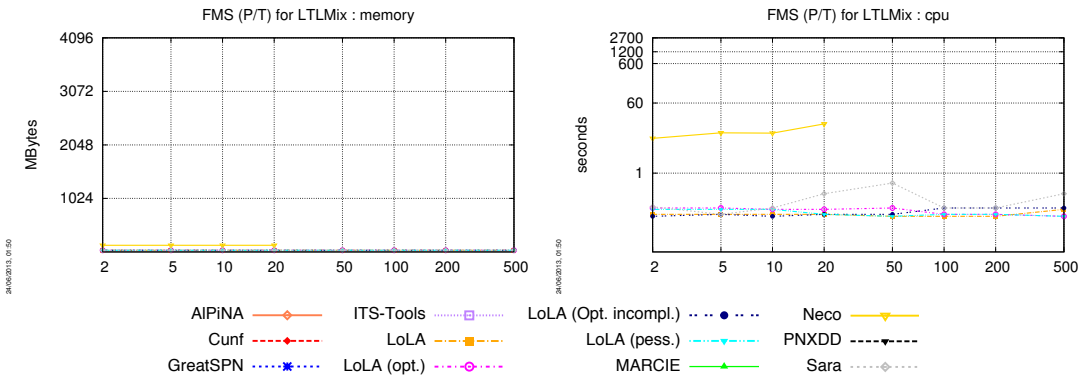 FMS (P/T) for LTLMix : memory
4096
3072
2048
1024
MBytes
2 5 10 20 50 100 200 500
24/06/2013, 01:50
FMS (P/T) for LTLMix : cpu
2700
1200
600
60
1
seconds
2 5 10 20 50 100 200 500
24/06/2013, 01:50
AlPiNA
Cunf
GreatSPN
ITS-Tools
LoLA
LoLA (opt.)
LoLA (Opt. incompl.)
LoLA (pess.)
MARCIE
Neco
PNXDD
Sara